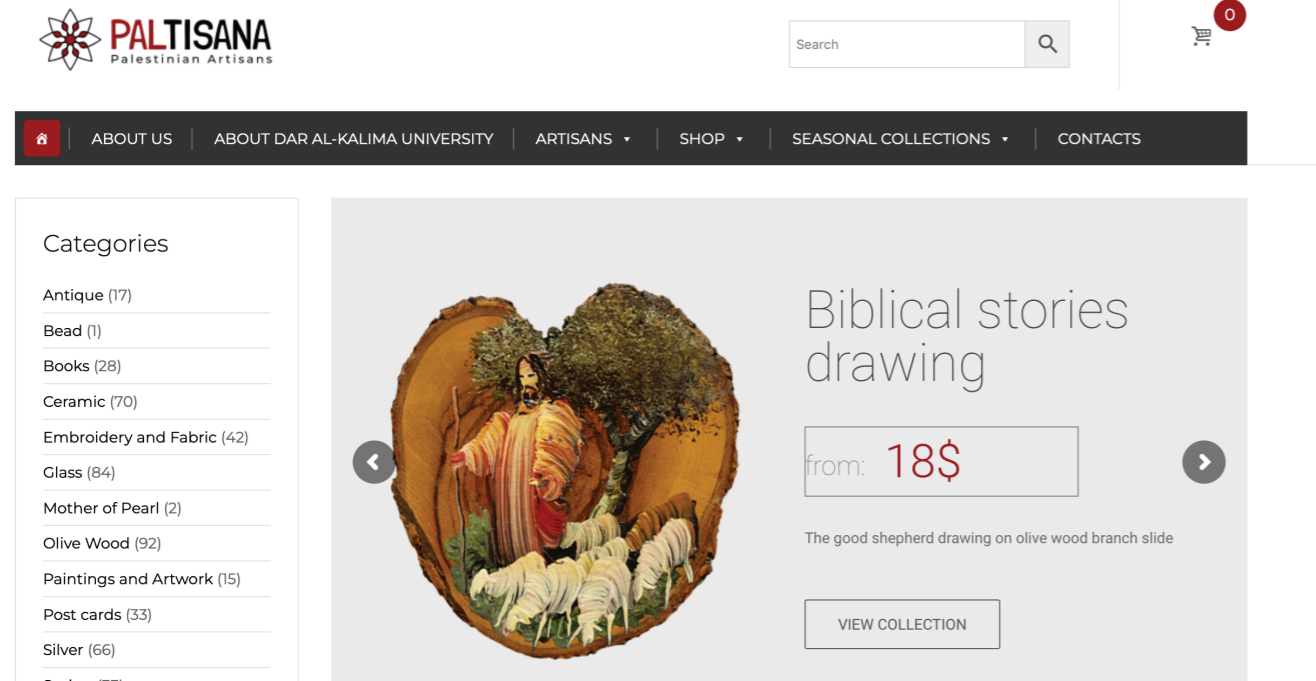 PALTISANA
Palestinian Artisans
Search
0
ABOUT US
ABOUT DAR AL-KALIMA UNIVERSITY
ARTISANS
SHOP
SEASONAL COLLECTIONS
CONTACTS
Categories
Antique (17)
Bead (1)
Books (28)
Ceramic (70)
Embroidery and Fabric (42)
Glass (84)
Mother of Pearl (2)
Olive Wood (92)
Paintings and Artwork (15)
Post cards (33)
Silver (66)
Biblical stories
drawing
from: 18$
The good shepherd drawing on olive wood branch slide
VIEW COLLECTION